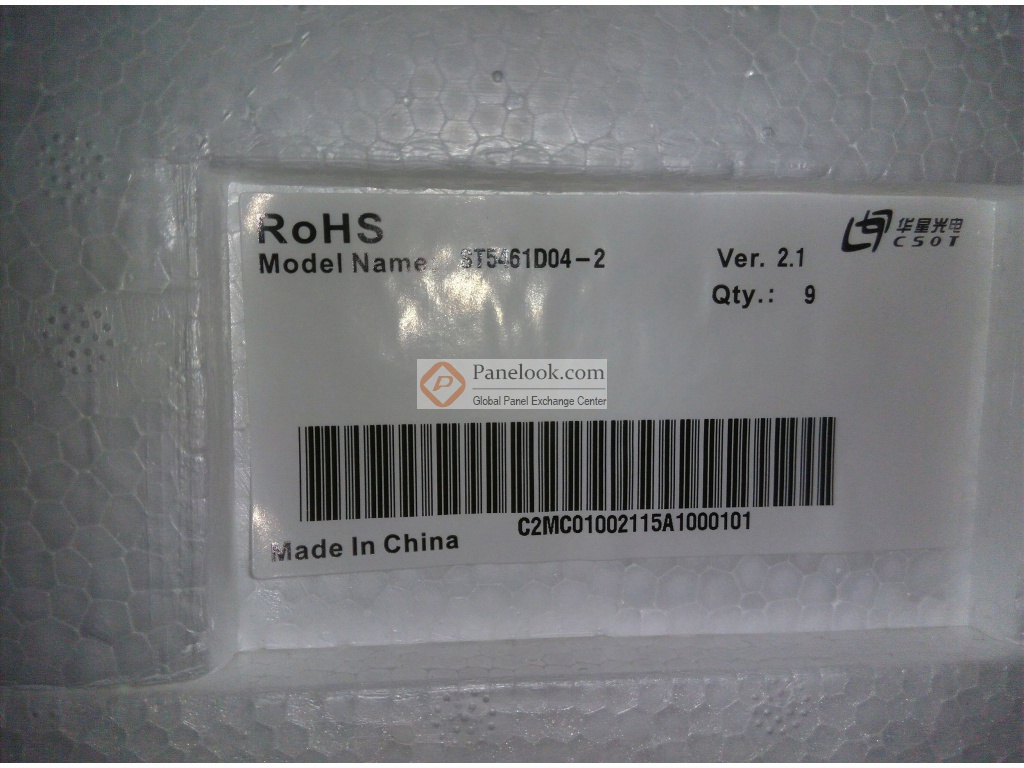 RoHS
华星光电
CSOT
Model Name: ST5461D04-2
Ver. 2.1
Qty.: 9
Panelook.com
Global Panel Exchange Center
C2MC01002115A1000101
Made In China